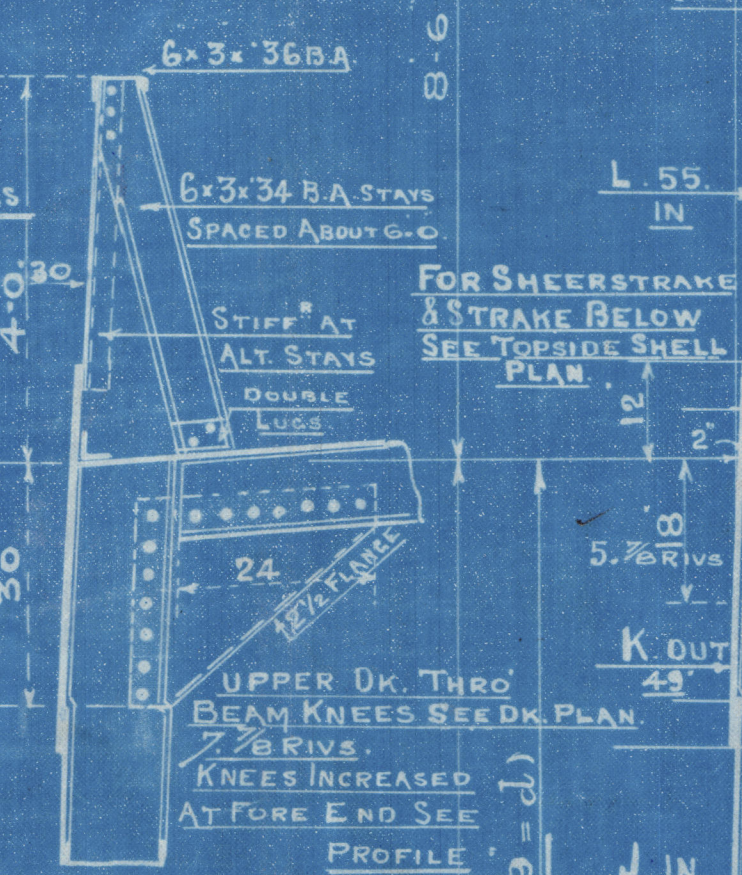 6x3x·36 B.A.
8-6
6x3x·34 B.A. STAYS
SPACED ABOUT 6-0
L .55.
IN
4-0
30
FOR SHEERSTRAKE
& STRAKE BELOW
SEE TOPSIDE SHELL
PLAN.
STIFFR AT
ALT. STAYS
DOUBLE
LUGS
12
2"
30
24
2½ FLANGE
8
5.⅞ RIVS
K OUT
49
UPPER DK. THRO'
BEAM KNEES SEE DK. PLAN.
7.⅞ RIVS.
KNEES INCREASED
AT FORE END SEE
PROFILE
= d)
J IN